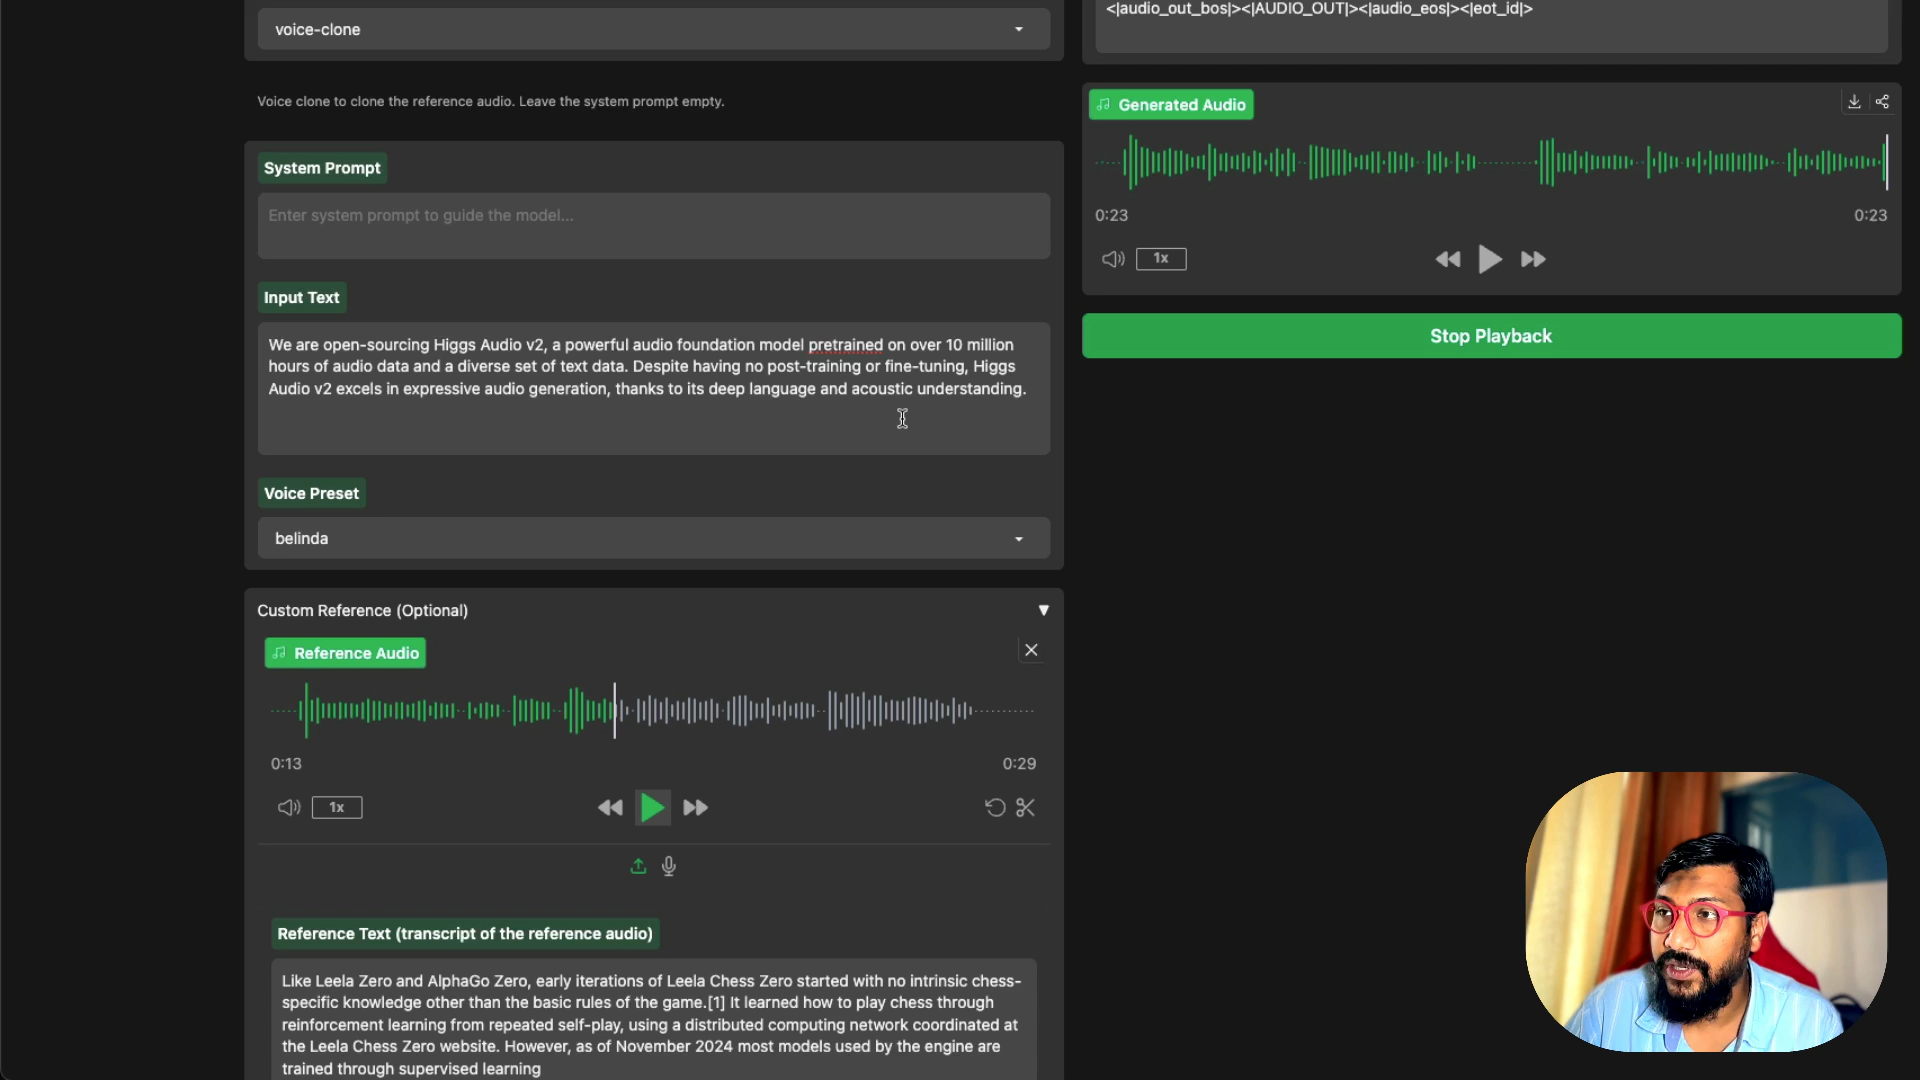 voice-clone
Voice clone to clone the reference audio. Leave the system prompt empty.
System Prompt
Enter system prompt to guide the model...
Input Text
We are open-sourcing Higgs Audio v2, a powerful audio foundation model pretrained on over 10 million
hours of audio data and a diverse set of text data. Despite having no post-training or fine-tuning, Higgs
Audio v2 excels in expressive audio generation, thanks to its deep language and acoustic understanding.
Voice Preset
belinda
Custom Reference (Optional)
Reference Audio
0:13
0:29
1x
Reference Text (transcript of the reference audio)
Like Leela Zero and AlphaGo Zero, early iterations of Leela Chess Zero started with no intrinsic chess-
specific knowledge other than the basic rules of the game.[1] It learned how to play chess through
reinforcement learning from repeated self-play, using a distributed computing network coordinated at
the Leela Chess Zero website. However, as of November 2024 most models used by the engine are
trained through supervised learning
<|audio_out_bos|><|AUDIO_OUT|><|audio_eos|><|eot_id|>
Generated Audio
0:23
0:23
1x
Stop Playback